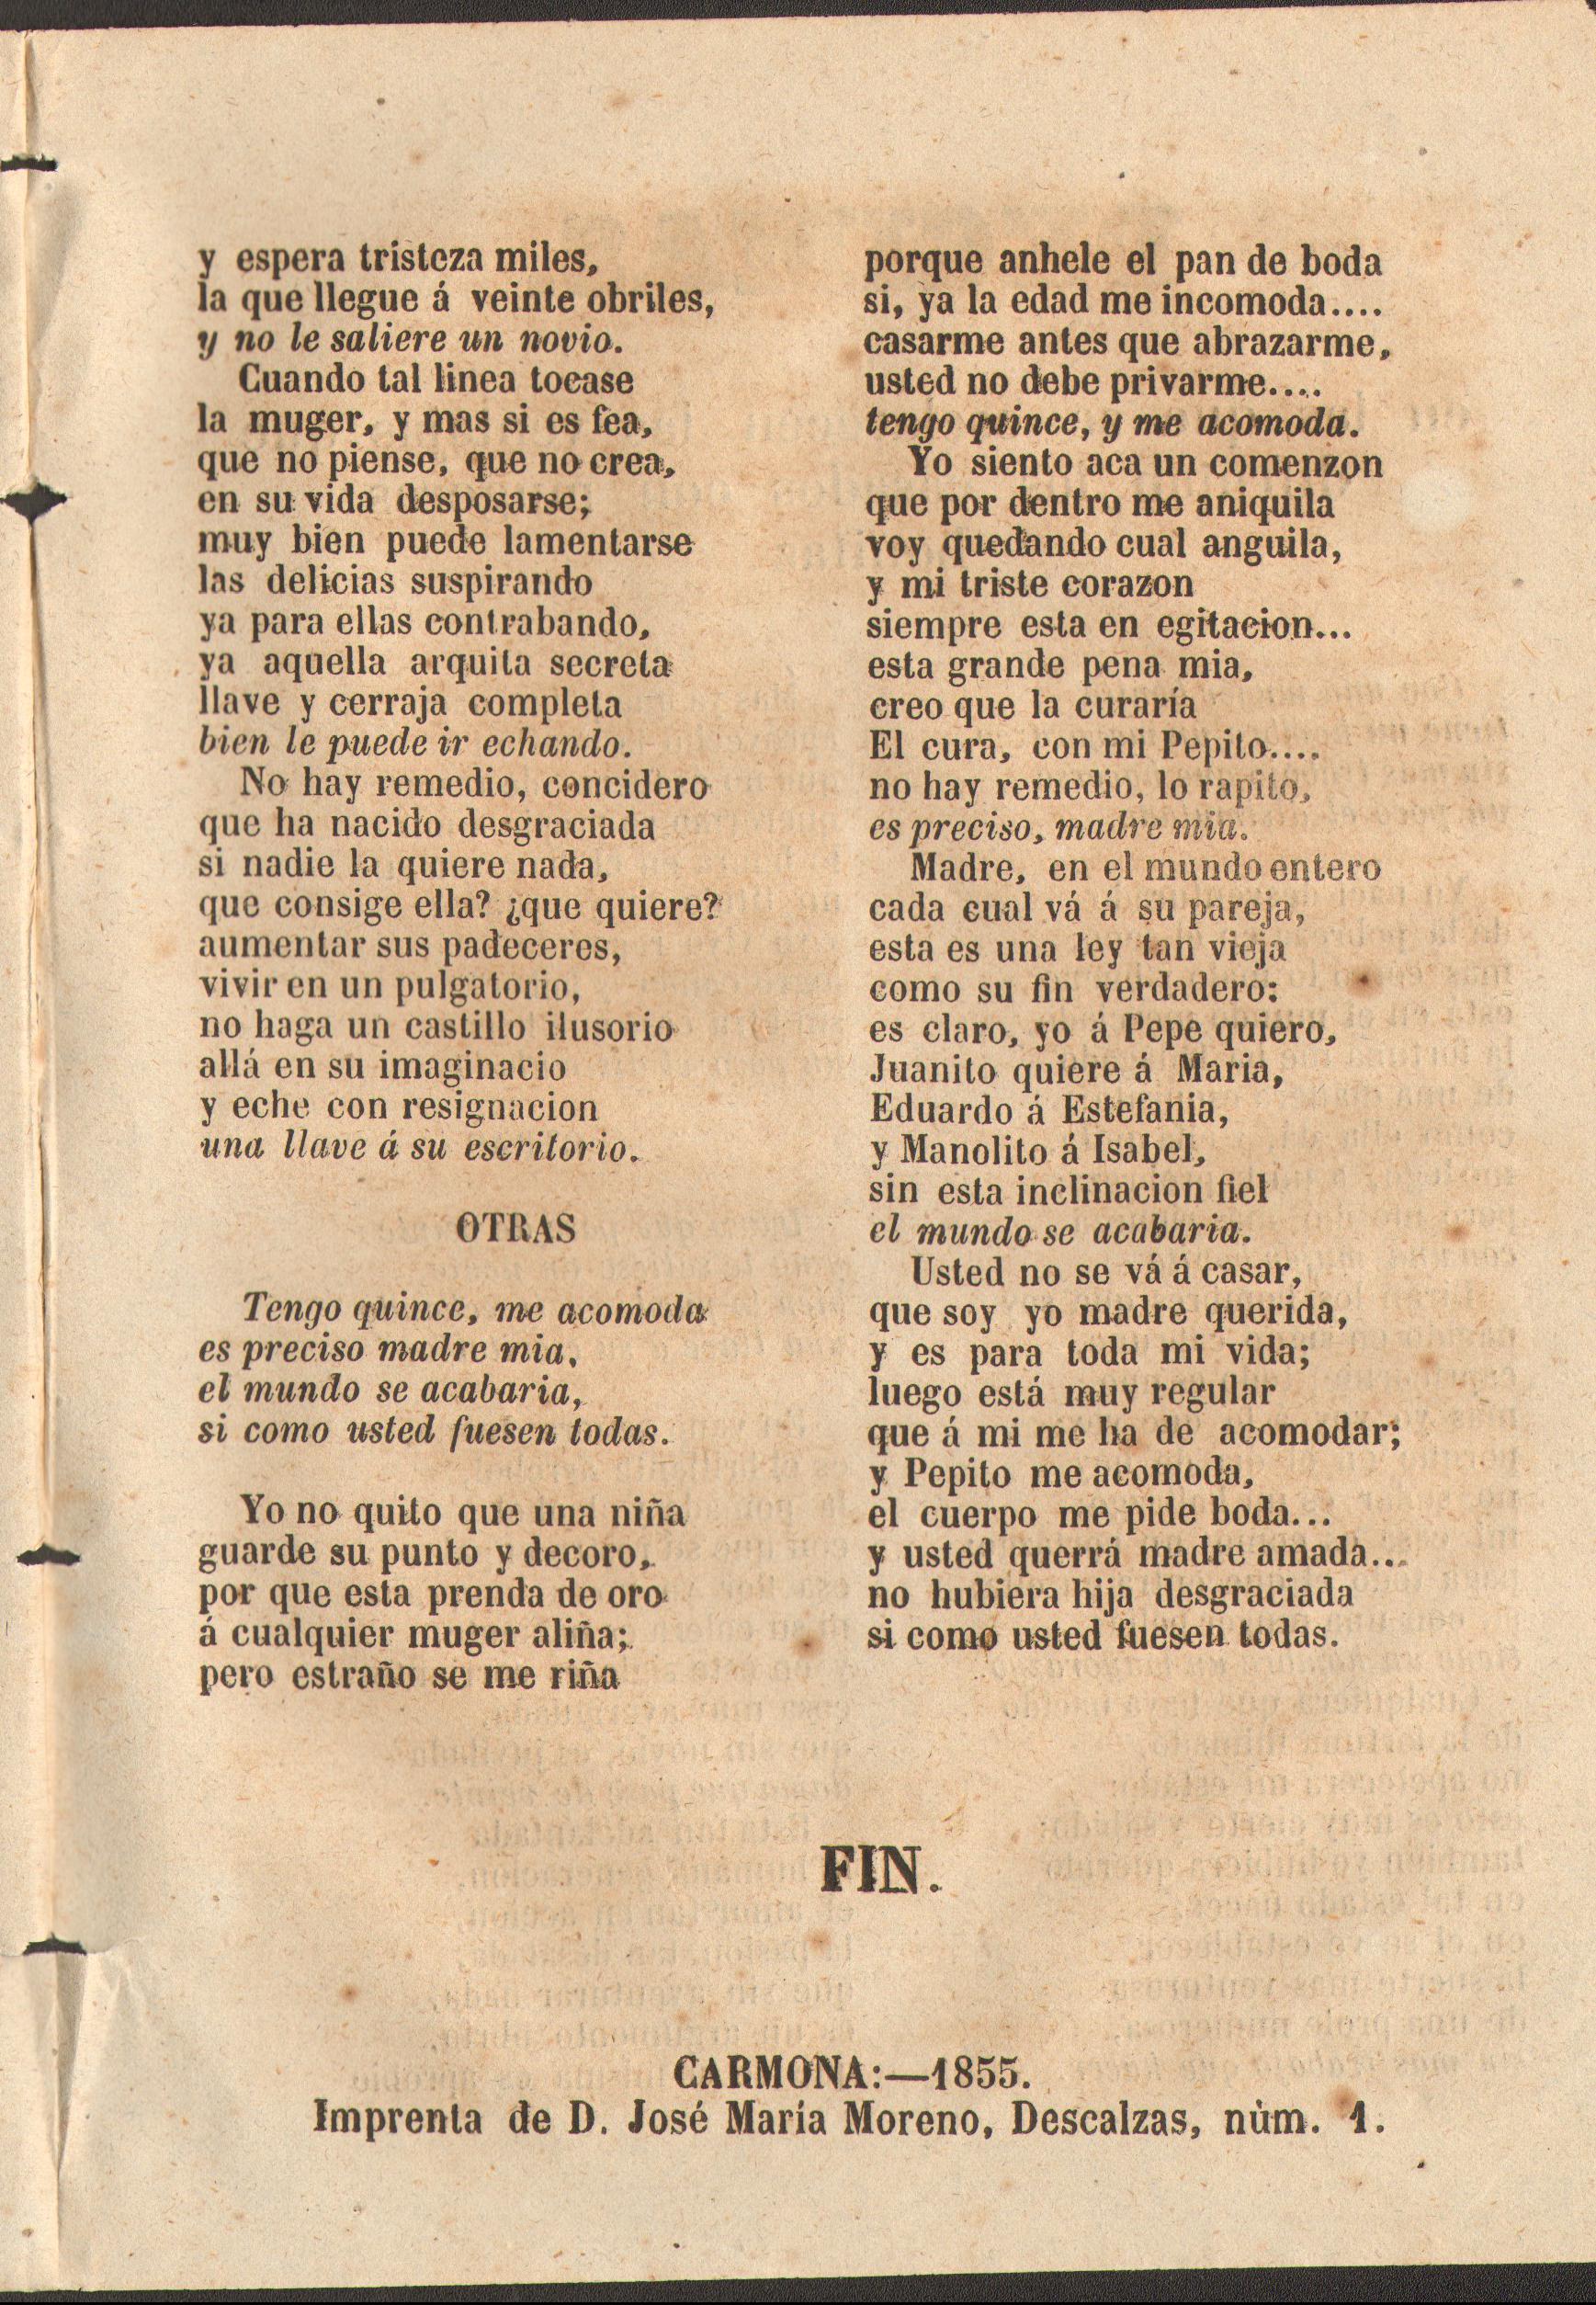 y espera tristeza miles,
la que llegue á veinte obriles,
y no le saliere un novio.
Cuando tal linea tocase
la muger, y mas si es fea,
que no piense, que no crea,
en su vida desposarse;
muy bien puede lamentarse
las delicias suspirando
ya para ellas contrabando,
ya aquella arquita secreta
llave y cerraja completa
bien le puede ir echando.
No hay remedio, concidero
que ha nacido desgraciada
si nadie la quiere nada,
que consige ella? ¿que quiere?
aumentar sus padeceres,
vivir en un pulgatorio,
no haga un castillo ilusorio
allá en su imaginacio
y eche con resignacion
una llave á su escritorio.
OTRAS
Tengo quince, me acomoda
es preciso madre mia,
el mundo se acabaria,
si como usted fuesen todas.
Yo no quito que una niña
guarde su punto y decoro,
por que esta prenda de oro
á cualquier muger aliña;
pero estraño se me riña
porque anhele el pan de boda
si, ya la edad me incomoda....
casarme antes que abrazarme,
usted no debe privarme....
tengo quince, y me acomoda.
Yo siento aca un comenzon
que por dentro me aniquila
voy quedando cual anguila,
y mi triste corazon
siempre esta en egitacion...
esta grande pena mia,
creo que la curaría
El cura, con mi Pepito....
no hay remedio, lo rapito,
es preciso, madre mia.
Madre, en el mundo entero
cada cual vá á su pareja,
esta es una ley tan vieja
como su fin verdadero:
es claro, yo á Pepe quiero,
Juanito quiere á Maria,
Eduardo á Estefania,
y Manolito á Isabel,
sin esta inclinacion fiel
el mundo se acabaria.
Usted no se vá á casar,
que soy yo madre querida,
y es para toda mi vida;
luego está muy regular
que á mi me ha de acomodar;
y Pepito me acomoda,
el cuerpo me pide boda...
y usted querrá madre amada...
no hubiera hija desgraciada
si como usted fuesen todas.
FIN.
CARMONA:—1855.
Imprenta de D. José María Moreno, Descalzas, núm. 1.